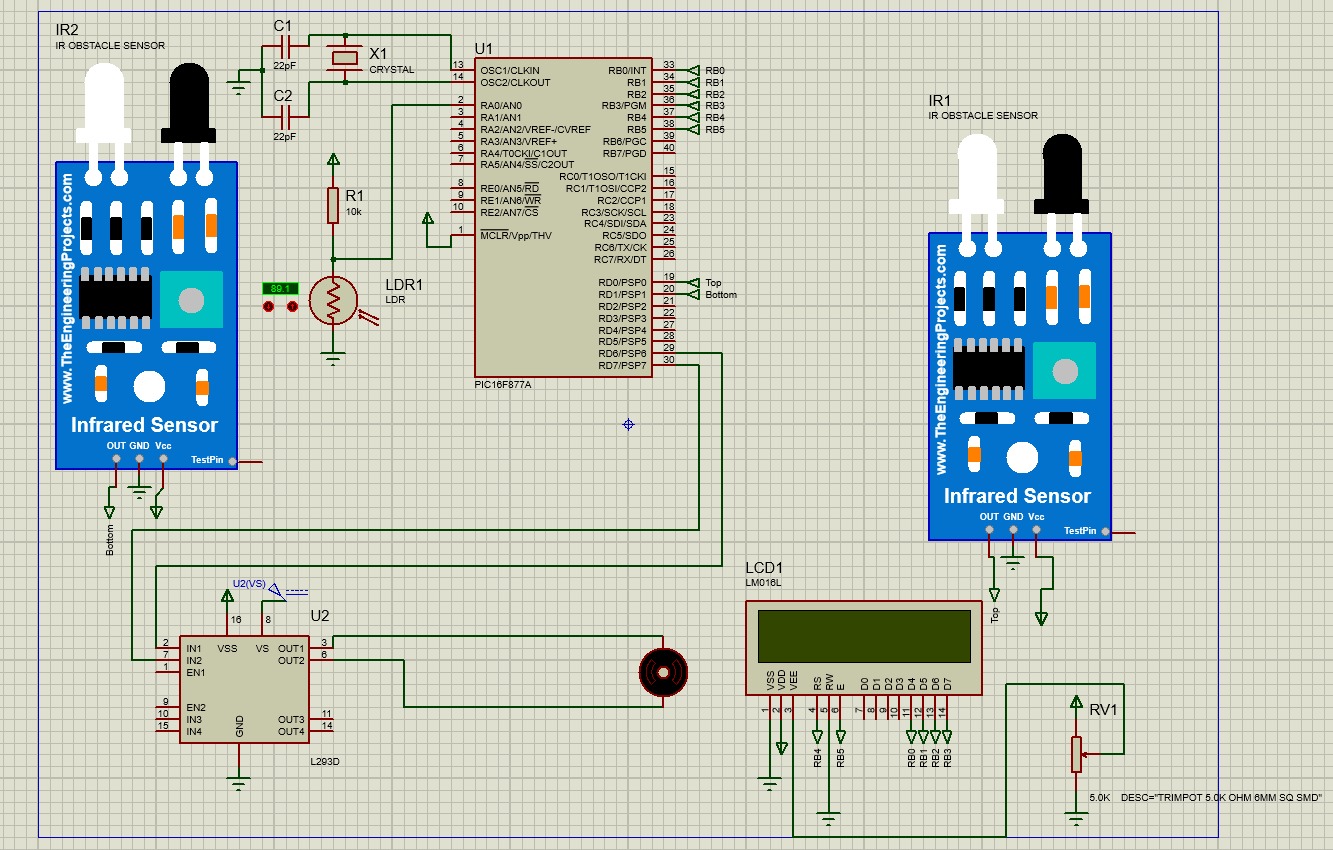 IR2
IR OBSTACLE SENSOR
www.TheEngineeringProjects.com
Infrared Sensor
OUT GND Vcc
TestPin
Bottom
C1
22pF
C2
22pF
X1
CRYSTAL
R1
10k
89.1
LDR1
LDR
U1
13 OSC1/CLKIN
14 OSC2/CLKOUT
2 RA0/AN0
3 RA1/AN1
4 RA2/AN2/VREF-/CVREF
5 RA3/AN3/VREF+
6 RA4/T0CKI/C1OUT
7 RA5/AN4/SS/C2OUT
8 RE0/AN5/RD
9 RE1/AN6/WR
10 RE2/AN7/CS
1 MCLR/Vpp/THV
RB0/INT 33 RB0
RB1 34 RB1
RB2 35 RB2
RB3/PGM 36 RB3
RB4 37 RB4
RB5 38 RB5
RB6/PGC 39
RB7/PGD 40
RC0/T1OSO/T1CKI 15
RC1/T1OSI/CCP2 16
RC2/CCP1 17
RC3/SCK/SCL 18
RC4/SDI/SDA 23
RC5/SDO 24
RC6/TX/CK 25
RC7/RX/DT 26
RD0/PSP0 19 Top
RD1/PSP1 20 Bottom
RD2/PSP2 21
RD3/PSP3 22
RD4/PSP4 27
RD5/PSP5 28
RD6/PSP6 29
RD7/PSP7 30
PIC16F877A
IR1
IR OBSTACLE SENSOR
www.TheEngineeringProjects.com
Infrared Sensor
OUT GND Vcc
TestPin
Top
U2(VS)
U2
16 8
VSS VS
2 IN1
7 IN2
1 EN1
9 EN2
10 IN3
15 IN4
OUT1 3
OUT2 6
OUT3 11
OUT4 14
GND
L293D
LCD1
LM016L
VSS VDD VEE RS RW E D0 D1 D2 D3 D4 D5 D6 D7
1 2 3 4 5 6 7 8 9 10 11 12 13 14
RB4 RB5 RB0 RB1 RB2 RB3
RV1
5.0K DESC="TRIMPOT 5.0K OHM 6MM SQ SMD"